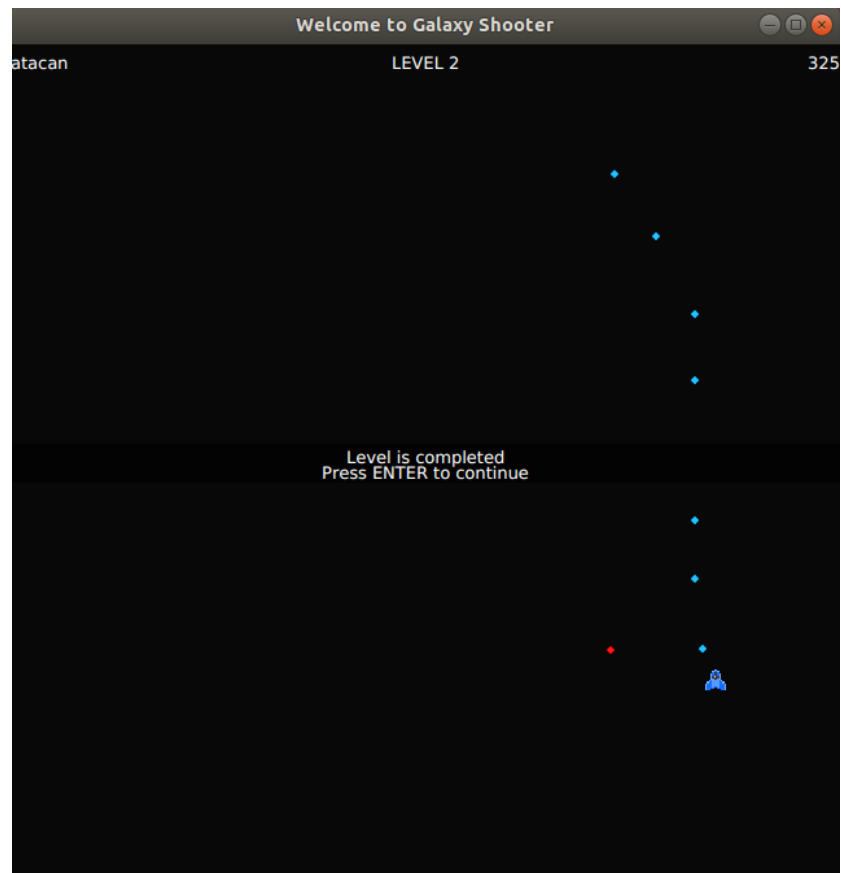 Welcome to Galaxy Shooter
atacan LEVEL 2 325
Level is completed
Press ENTER to continue